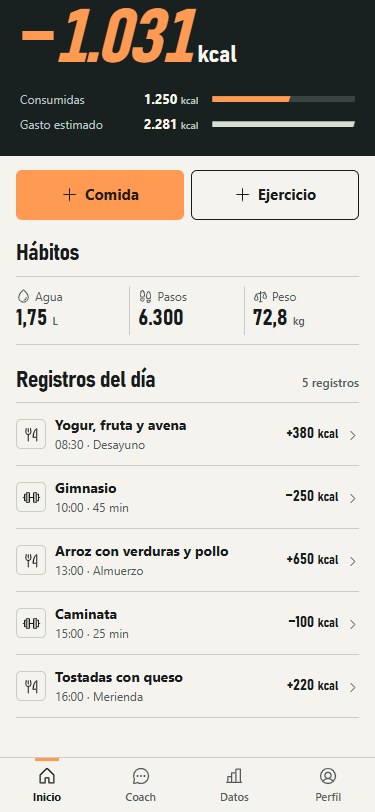 −1.031 kcal
Consumidas 1.250 kcal
Gasto estimado 2.281 kcal
+ Comida + Ejercicio
Hábitos
Agua Pasos Peso
1,75 L 6.300 72,8 kg
Registros del día 5 registros
Yogur, fruta y avena
08:30 · Desayuno
+380 kcal
Gimnasio
10:00 · 45 min
−250 kcal
Arroz con verduras y pollo
13:00 · Almuerzo
+650 kcal
Caminata
15:00 · 25 min
−100 kcal
Tostadas con queso
16:00 · Merienda
+220 kcal
Inicio Coach Datos Perfil